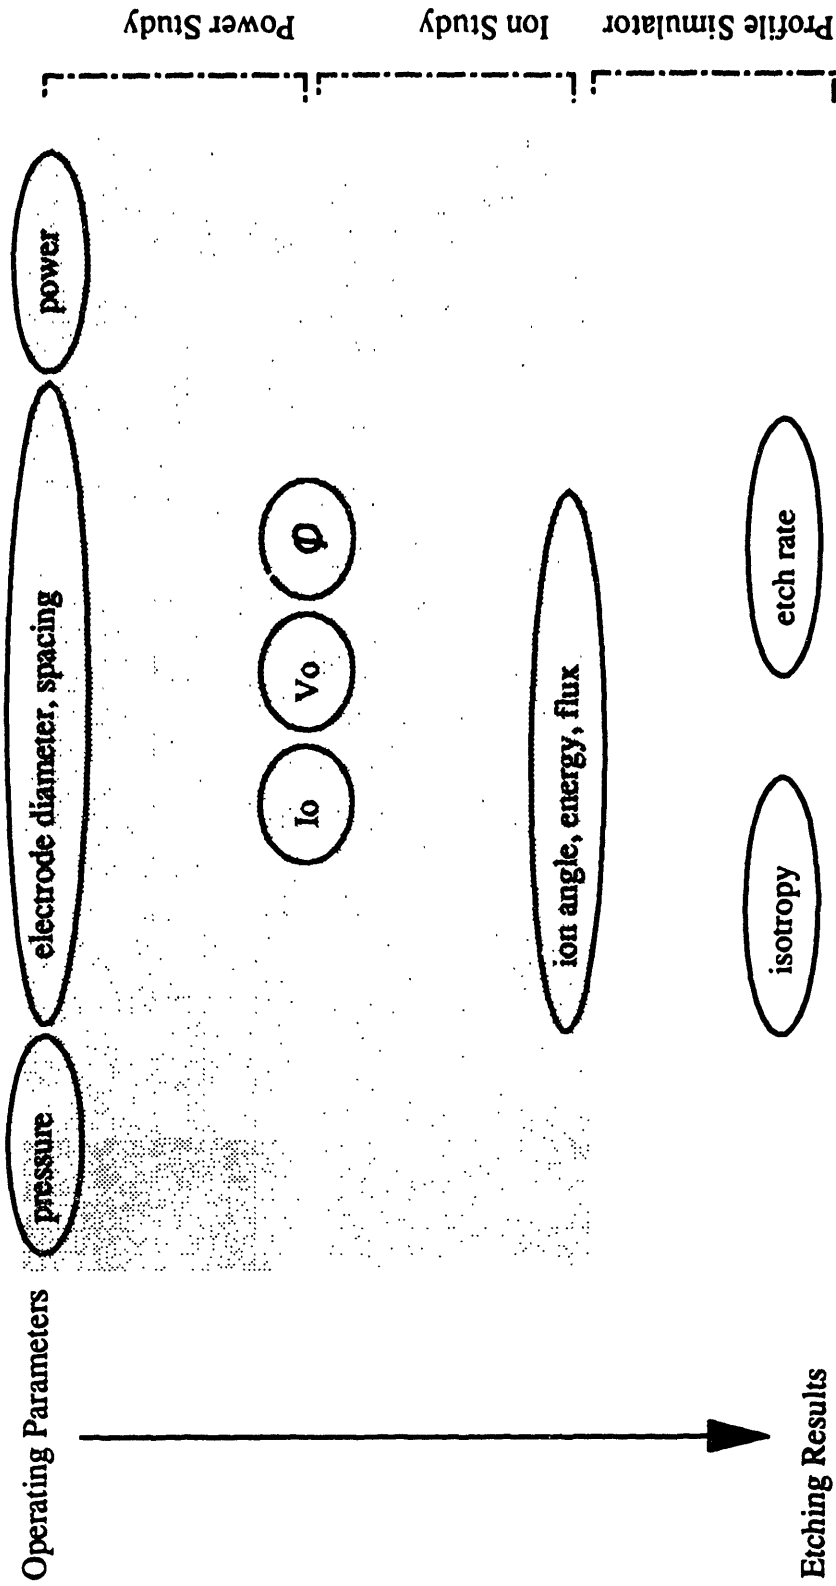 Operating Parameters
pressure
electrode diameter, spacing
power
Power Study
Io
Vo
φ
Ion Study
ion angle, energy, flux
Profile Simulator
isotropy
etch rate
Etching Results